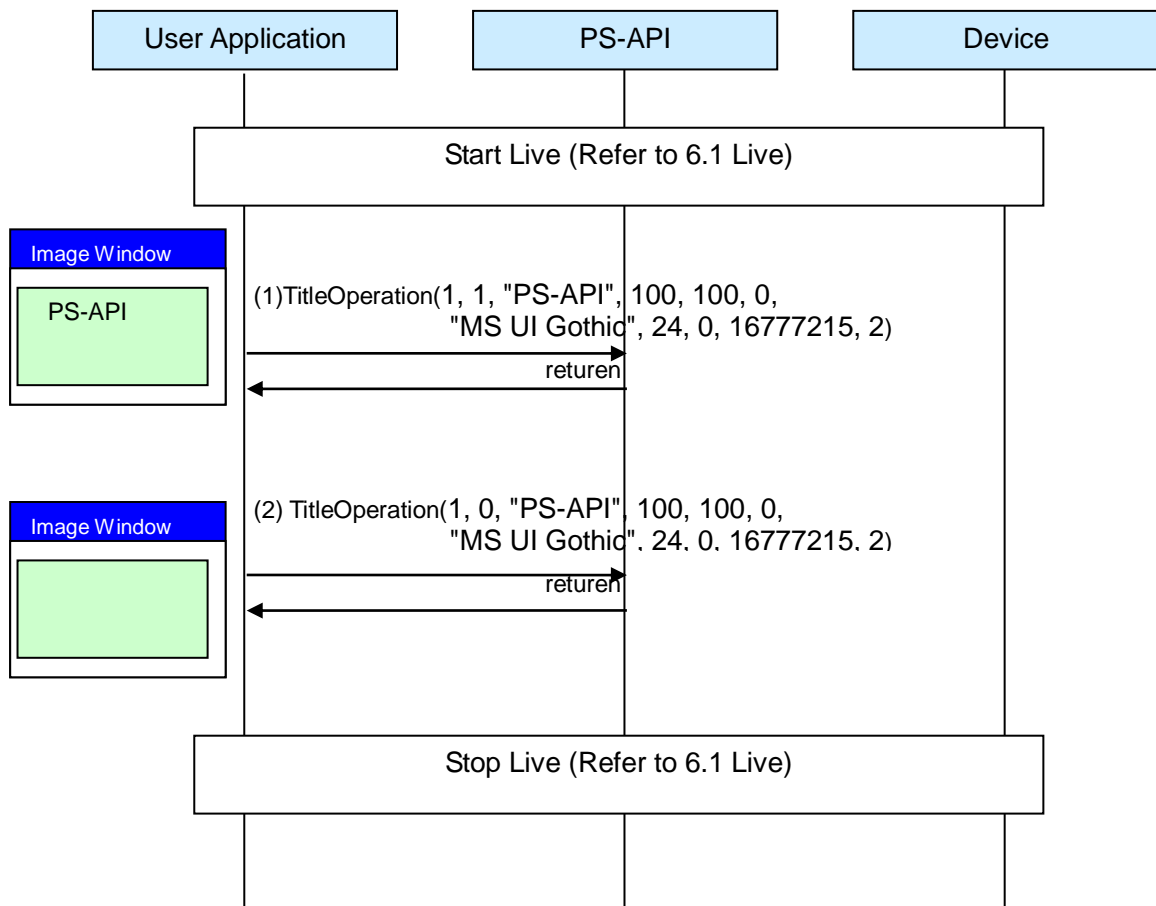 User Application
PS-API
Device
Start Live (Refer to 6.1 Live)
Image Window
PS-API
(1)TitleOperation(1, 1, "PS-API", 100, 100, 0,
"MS UI Gothic", 24, 0, 16777215, 2)
returen
Image Window
(2) TitleOperation(1, 0, "PS-API", 100, 100, 0,
"MS UI Gothic", 24, 0, 16777215, 2)
returen
Stop Live (Refer to 6.1 Live)